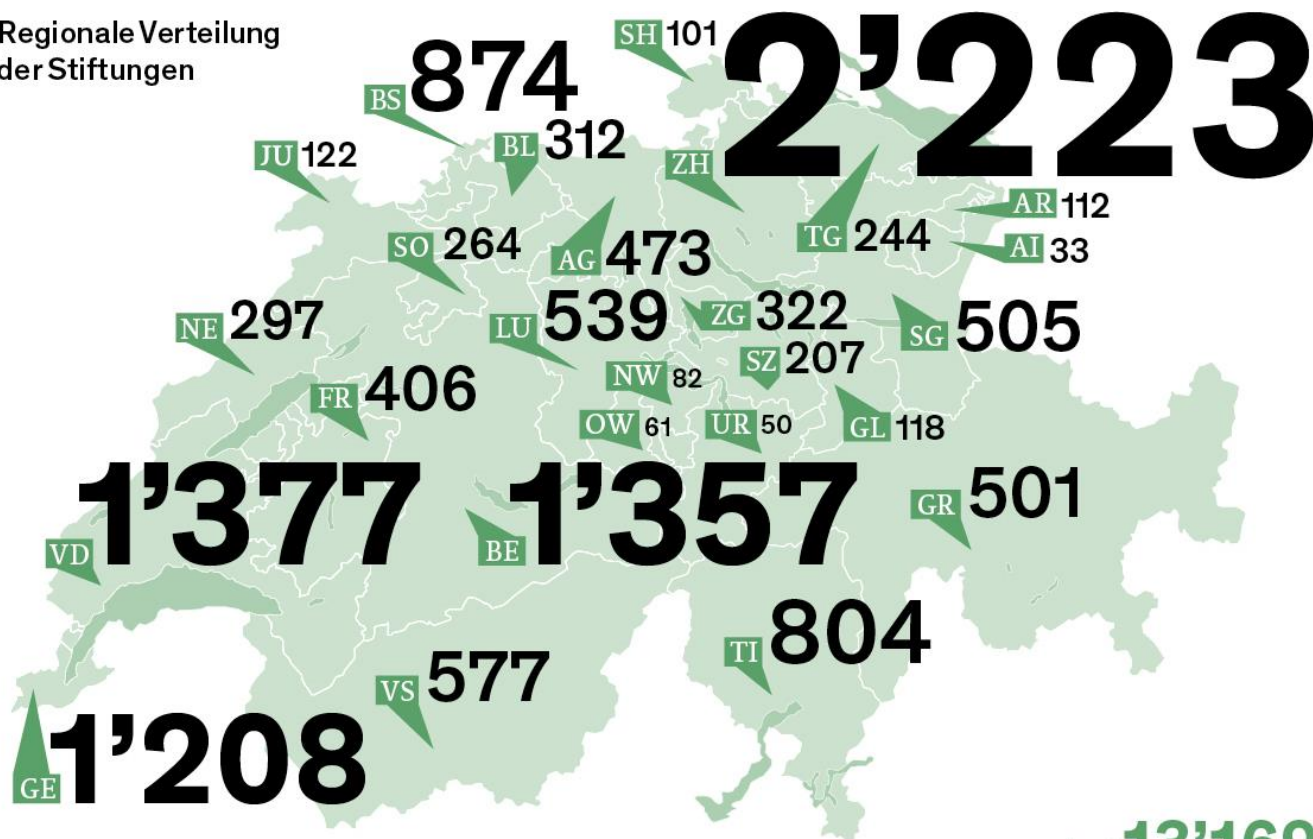 Regionale Verteilung
der Stiftungen
SH 101
2’223
BS 874
BL 312
JU 122
ZH
AR 112
TG 244
AI 33
SO 264
AG 473
NE 297
LU 539
ZG 322
SG 505
SZ 207
FR 406
NW 82
OW 61
UR 50
GL 118
VD 1’377
BE 1’357
GR 501
TI 804
VS 577
GE 1’208